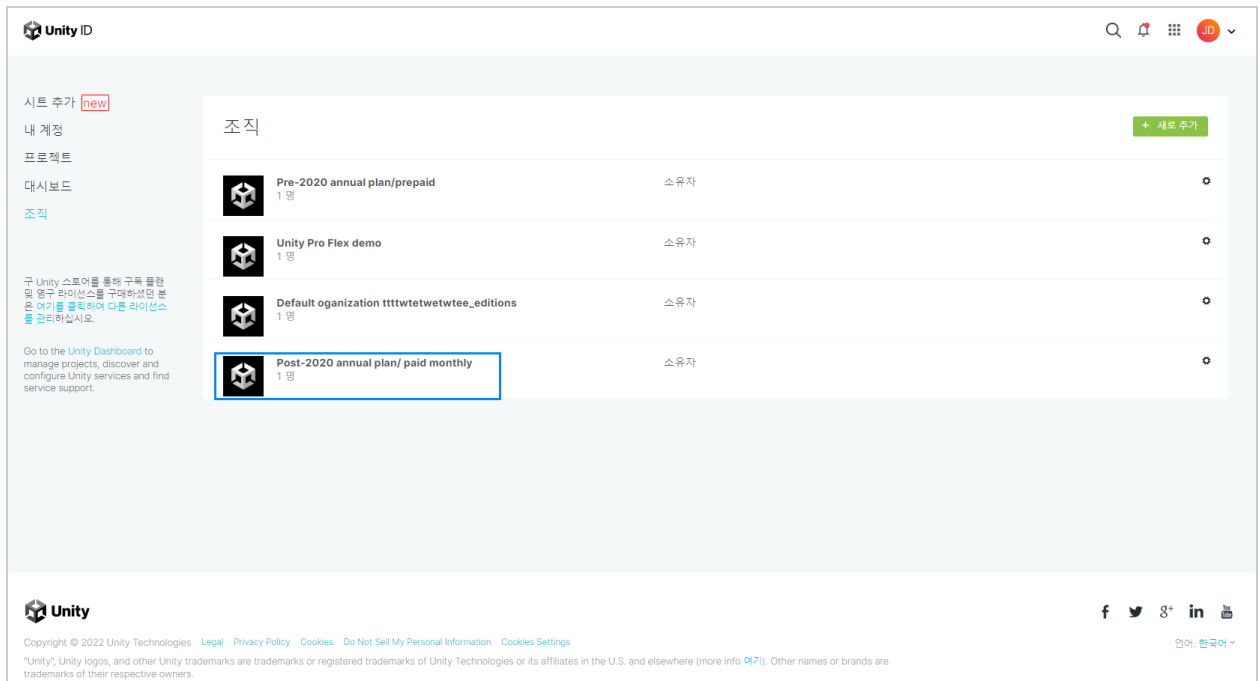 Unity ID
JD
시트 추가 new
내 계정
프로젝트
대시보드
조직
구 Unity 스토어를 통해 구독 플랜
및 영구 라이선스를 구매하셨던 분
은 여기를 클릭하여 다른 라이선스
를 관리하십시오.
Go to the Unity Dashboard to
manage projects, discover and
configure Unity services and find
service support.
조직
+ 새로 추가
Pre-2020 annual plan/prepaid
1 명
소유자
Unity Pro Flex demo
1 명
소유자
Default oganization ttttwtetwetwtee_editions
1 명
소유자
Post-2020 annual plan/ paid monthly
1 명
소유자
Unity
Copyright © 2022 Unity Technologies Legal Privacy Policy Cookies Do Not Sell My Personal Information Cookies Settings
언어: 한국어
"Unity", Unity logos, and other Unity trademarks are trademarks or registered trademarks of Unity Technologies or its affiliates in the U.S. and elsewhere (more info 여기). Other names or brands are
trademarks of their respective owners.